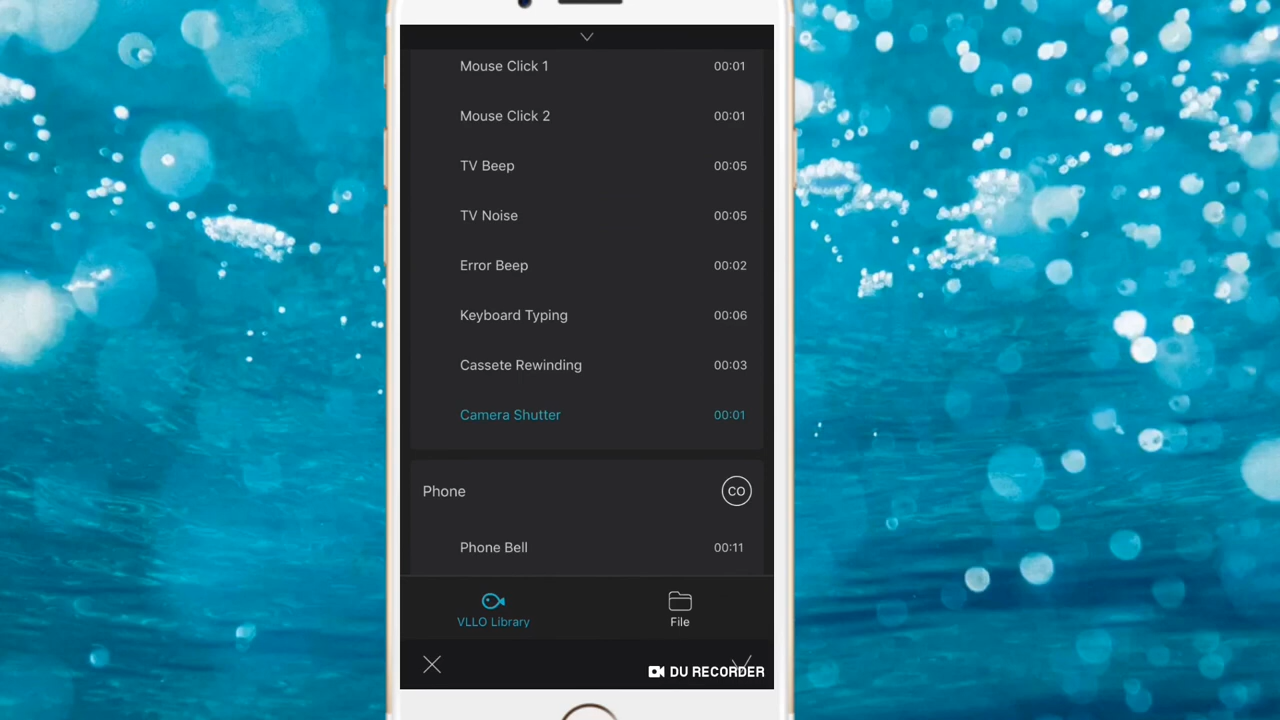 Mouse Click 1 00:01
Mouse Click 2 00:01
TV Beep 00:05
TV Noise 00:05
Error Beep 00:02
Keyboard Typing 00:06
Cassete Rewinding 00:03
Camera Shutter 00:01
Phone CO
Phone Bell 00:11
VLLO Library File
DU RECORDER